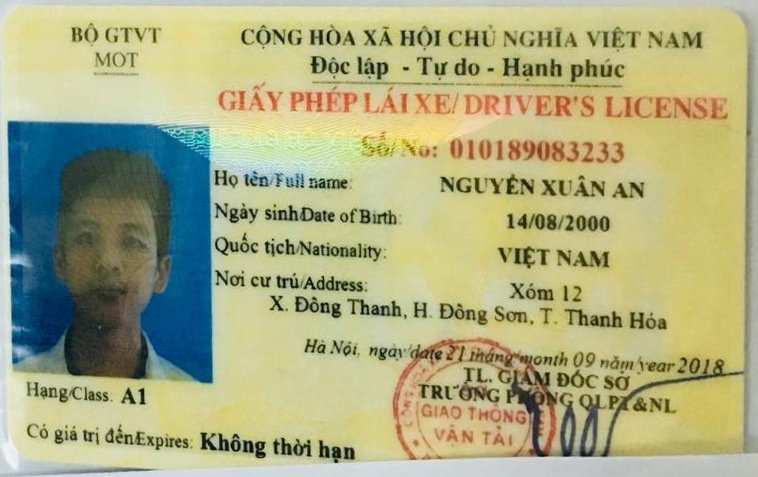 BỘ GTVT
MOT
CỘNG HÒA XÃ HỘI CHỦ NGHĨA VIỆT NAM
Độc lập - Tự do - Hạnh phúc
GIẤY PHÉP LÁI XE/ DRIVER'S LICENSE
Số/No: 010189083233
Họ tên/Full name: NGUYỄN XUÂN AN
Ngày sinh/Date of Birth: 14/08/2000
Quốc tịch/Nationality: VIỆT NAM
Nơi cư trú/Address: Xóm 12
X. Đông Thanh, H. Đông Sơn, T. Thanh Hóa
Hà Nội, ngày/date 21 tháng/month 09 năm/year 2018
TL. GIÁM ĐỐC SỞ
TRƯỞNG PHÒNG QLPT&NL
GIAO THÔNG
VẬN TẢI
Hạng/Class: A1
Có giá trị đến/Expires: Không thời hạn